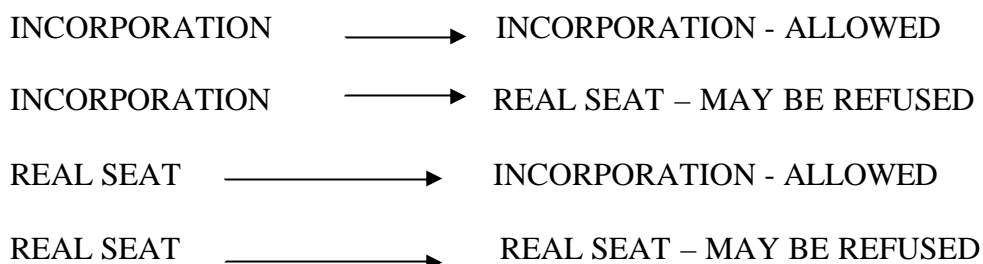 INCORPORATION → INCORPORATION - ALLOWED
INCORPORATION → REAL SEAT – MAY BE REFUSED
REAL SEAT → INCORPORATION - ALLOWED
REAL SEAT → REAL SEAT – MAY BE REFUSED